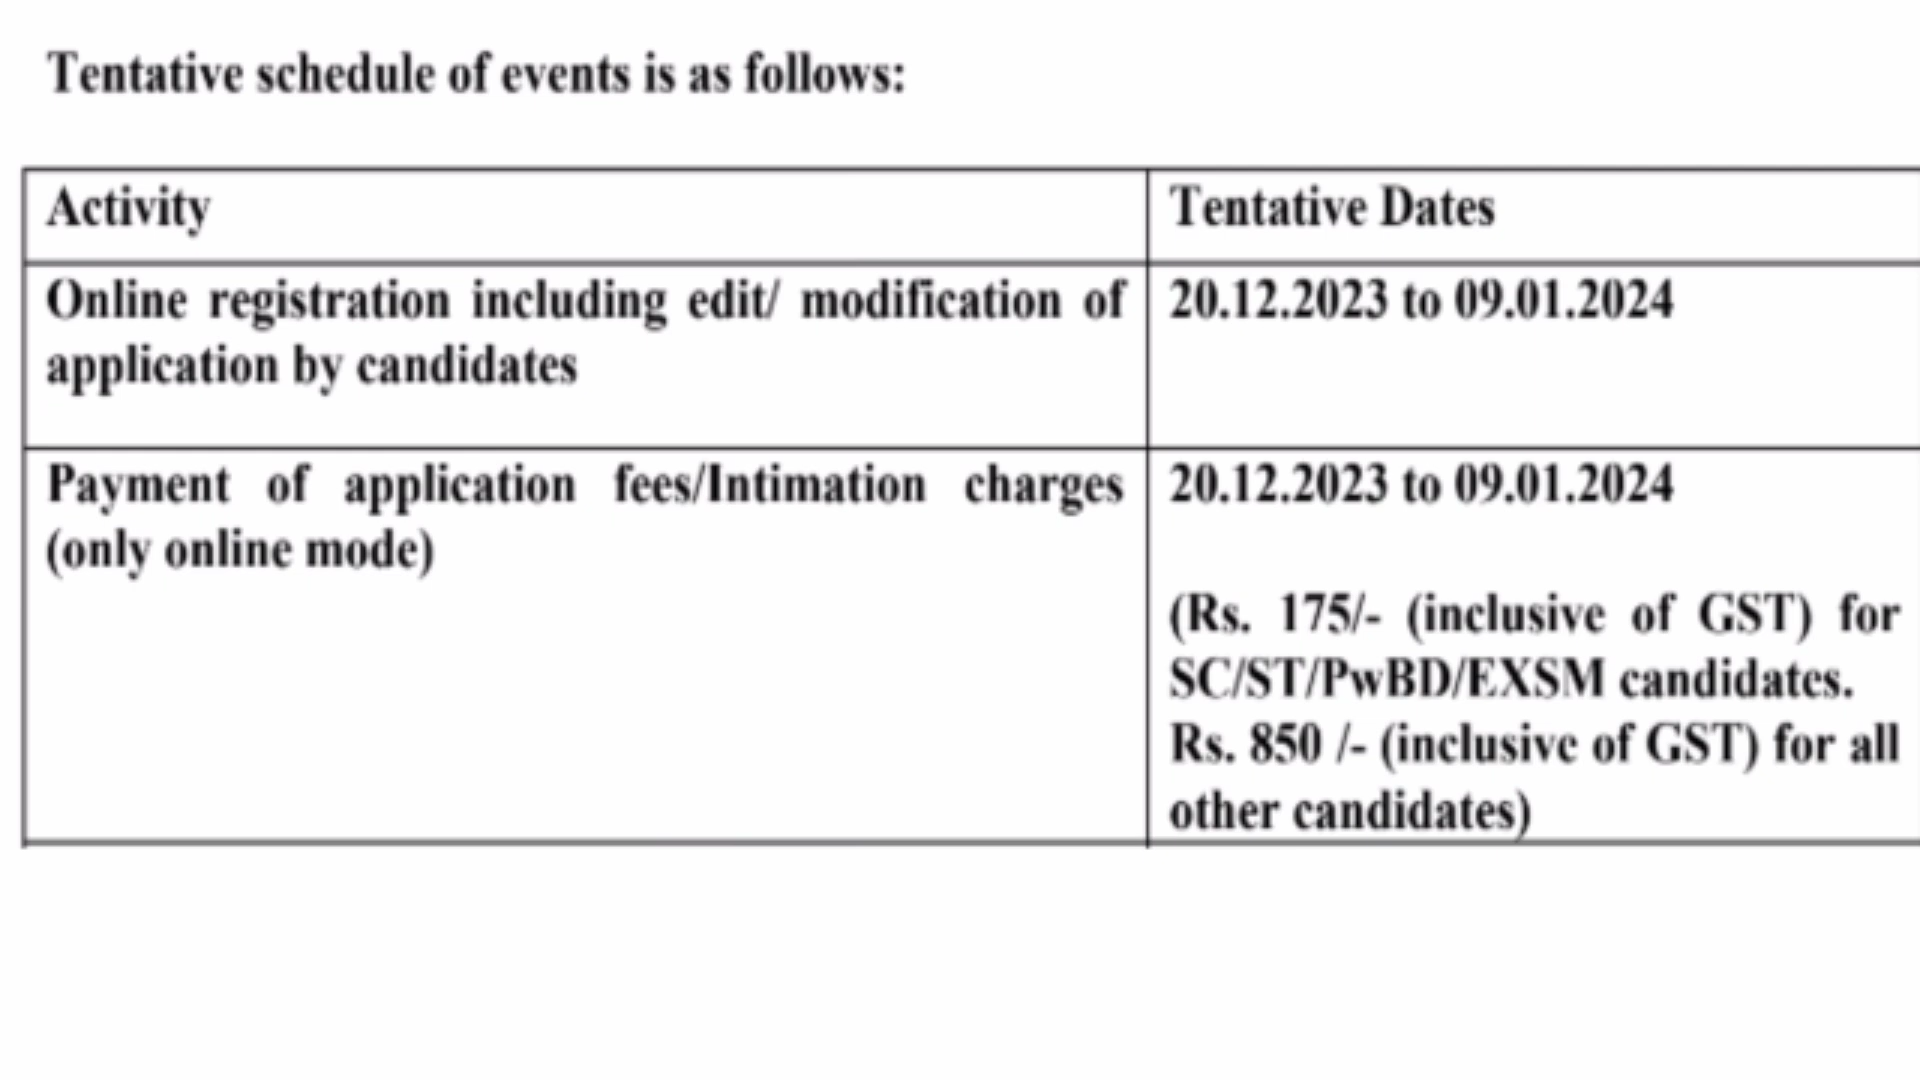 Tentative schedule of events is as follows:
Activity
Tentative Dates
Online registration including edit/ modification of
application by candidates
20.12.2023 to 09.01.2024
Payment of application fees/Intimation charges
(only online mode)
20.12.2023 to 09.01.2024
(Rs. 175/- (inclusive of GST) for
SC/ST/PwBD/EXSM candidates.
Rs. 850 /- (inclusive of GST) for all
other candidates)